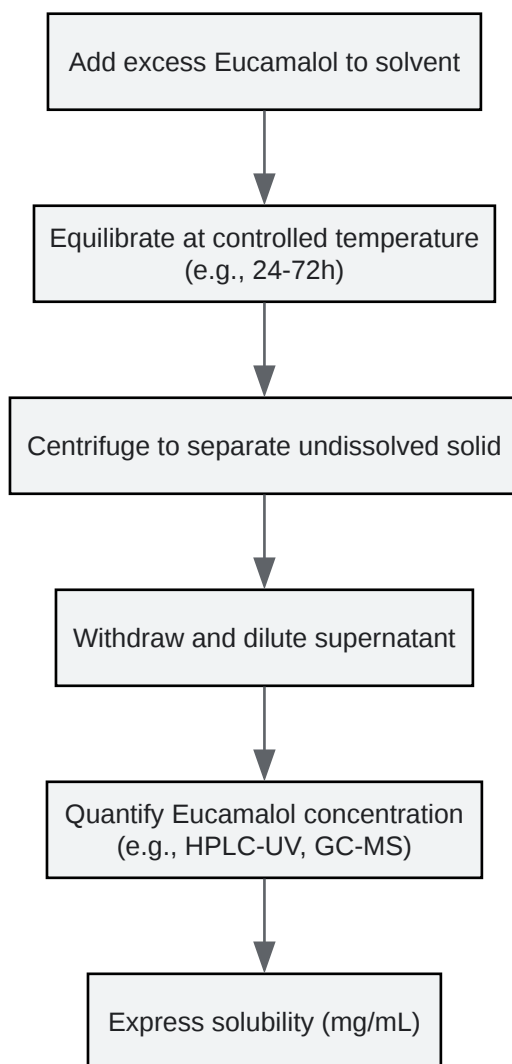 Add excess Eucamalol to solvent
Equilibrate at controlled temperature
(e.g., 24-72h)
Centrifuge to separate undissolved solid
Withdraw and dilute supernatant
Quantify Eucamalol concentration
(e.g., HPLC-UV, GC-MS)
Express solubility (mg/mL)